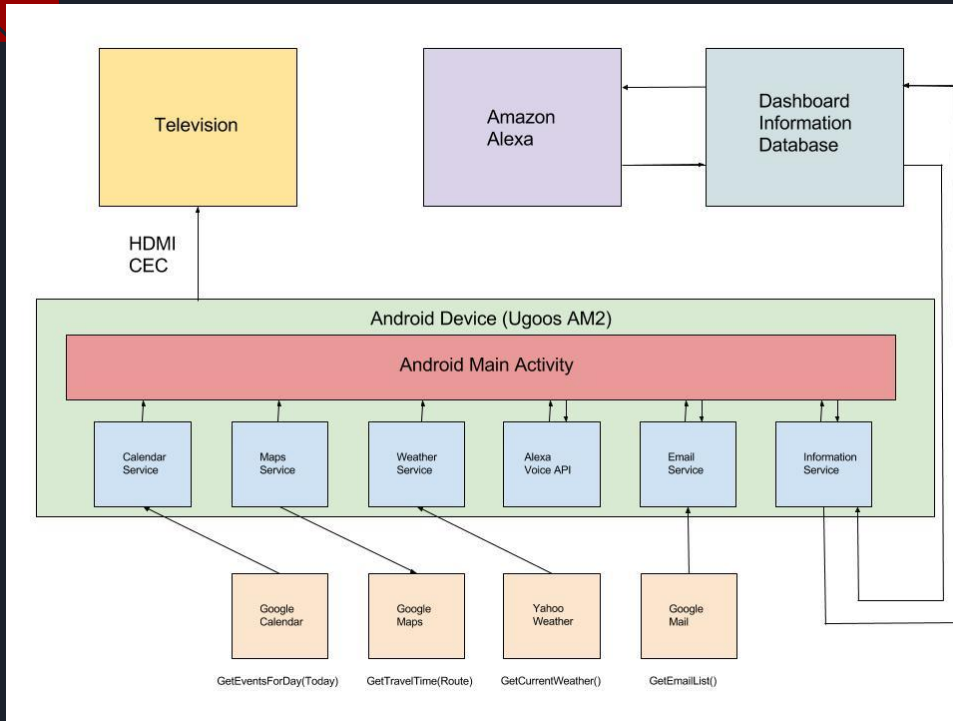 Television
Amazon
Alexa
Dashboard
Information
Database
HDMI
CEC
Android Device (Ugoos AM2)
Android Main Activity
Calendar
Service
Maps
Service
Weather
Service
Alexa
Voice API
Email
Service
Information
Service
Google
Calendar
Google
Maps
Yahoo
Weather
Google
Mail
GetEventsForDay(Today)
GetTravelTime(Route)
GetCurrentWeather()
GetEmailList()